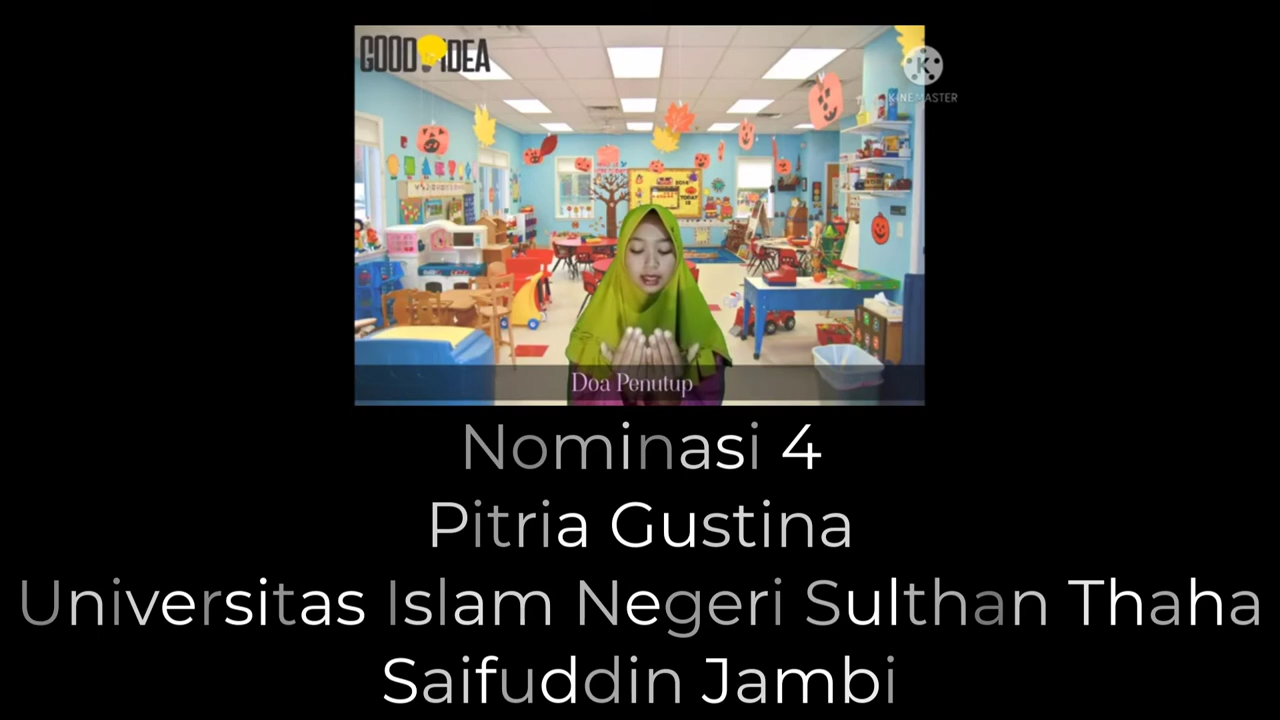 GOOD IDEA
KINEMASTER
Doa Penutup
Nominasi 4
Pitria Gustina
Universitas Islam Negeri Sulthan Thaha
Saifuddin Jambi